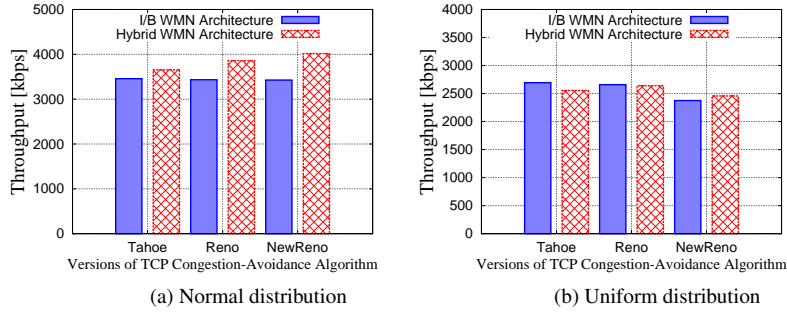 5000
4000
3000
2000
1000
0
Throughput [kbps]
I/B WMN Architecture
Hybrid WMN Architecture
Tahoe Reno NewReno
Versions of TCP Congestion-Avoidance Algorithm
(a) Normal distribution
4000
3500
3000
2500
2000
1500
1000
500
0
Throughput [kbps]
I/B WMN Architecture
Hybrid WMN Architecture
Tahoe Reno NewReno
Versions of TCP Congestion-Avoidance Algorithm
(b) Uniform distribution